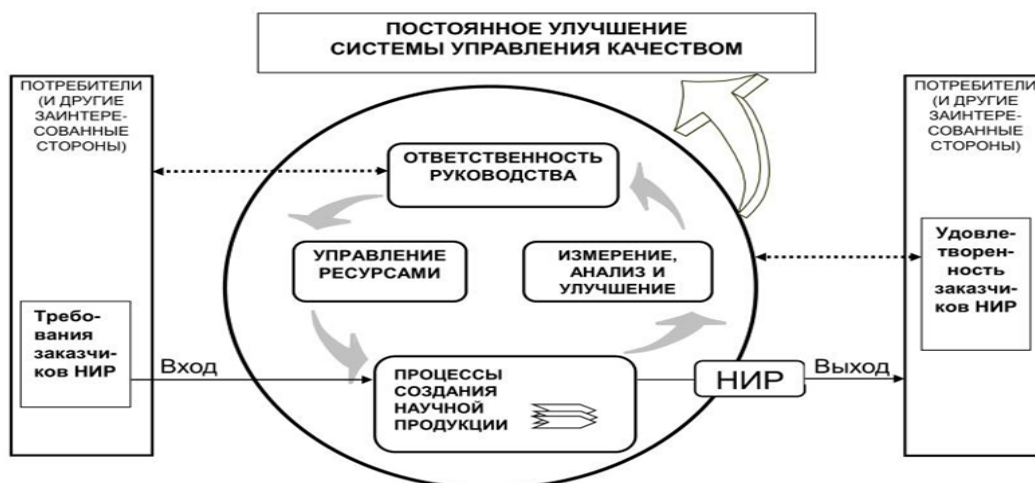 ПОСТОЯННОЕ УЛУЧШЕНИЕ
СИСТЕМЫ УПРАВЛЕНИЯ КАЧЕСТВОМ
ПОТРЕБИТЕЛИ
(И ДРУГИЕ
ЗАИНТЕРЕ-
СОВАННЫЕ
СТОРОНЫ)
ПОТРЕБИТЕЛИ
(И ДРУГИЕ
ЗАИНТЕРЕ-
СОВАННЫЕ
СТОРОНЫ)
ОТВЕТСТВЕННОСТЬ
РУКОВОДСТВА
УПРАВЛЕНИЕ
РЕСУРСАМИ
ИЗМЕРЕНИЕ,
АНАЛИЗ И
УЛУЧШЕНИЕ
Удовле-
творен-
ность
заказчи-
ков НИР
Требо-
вания
заказчи-
ков НИР
Вход
ПРОЦЕССЫ
СОЗДАНИЯ
НАУЧНОЙ
ПРОДУКЦИИ
НИР
Выход